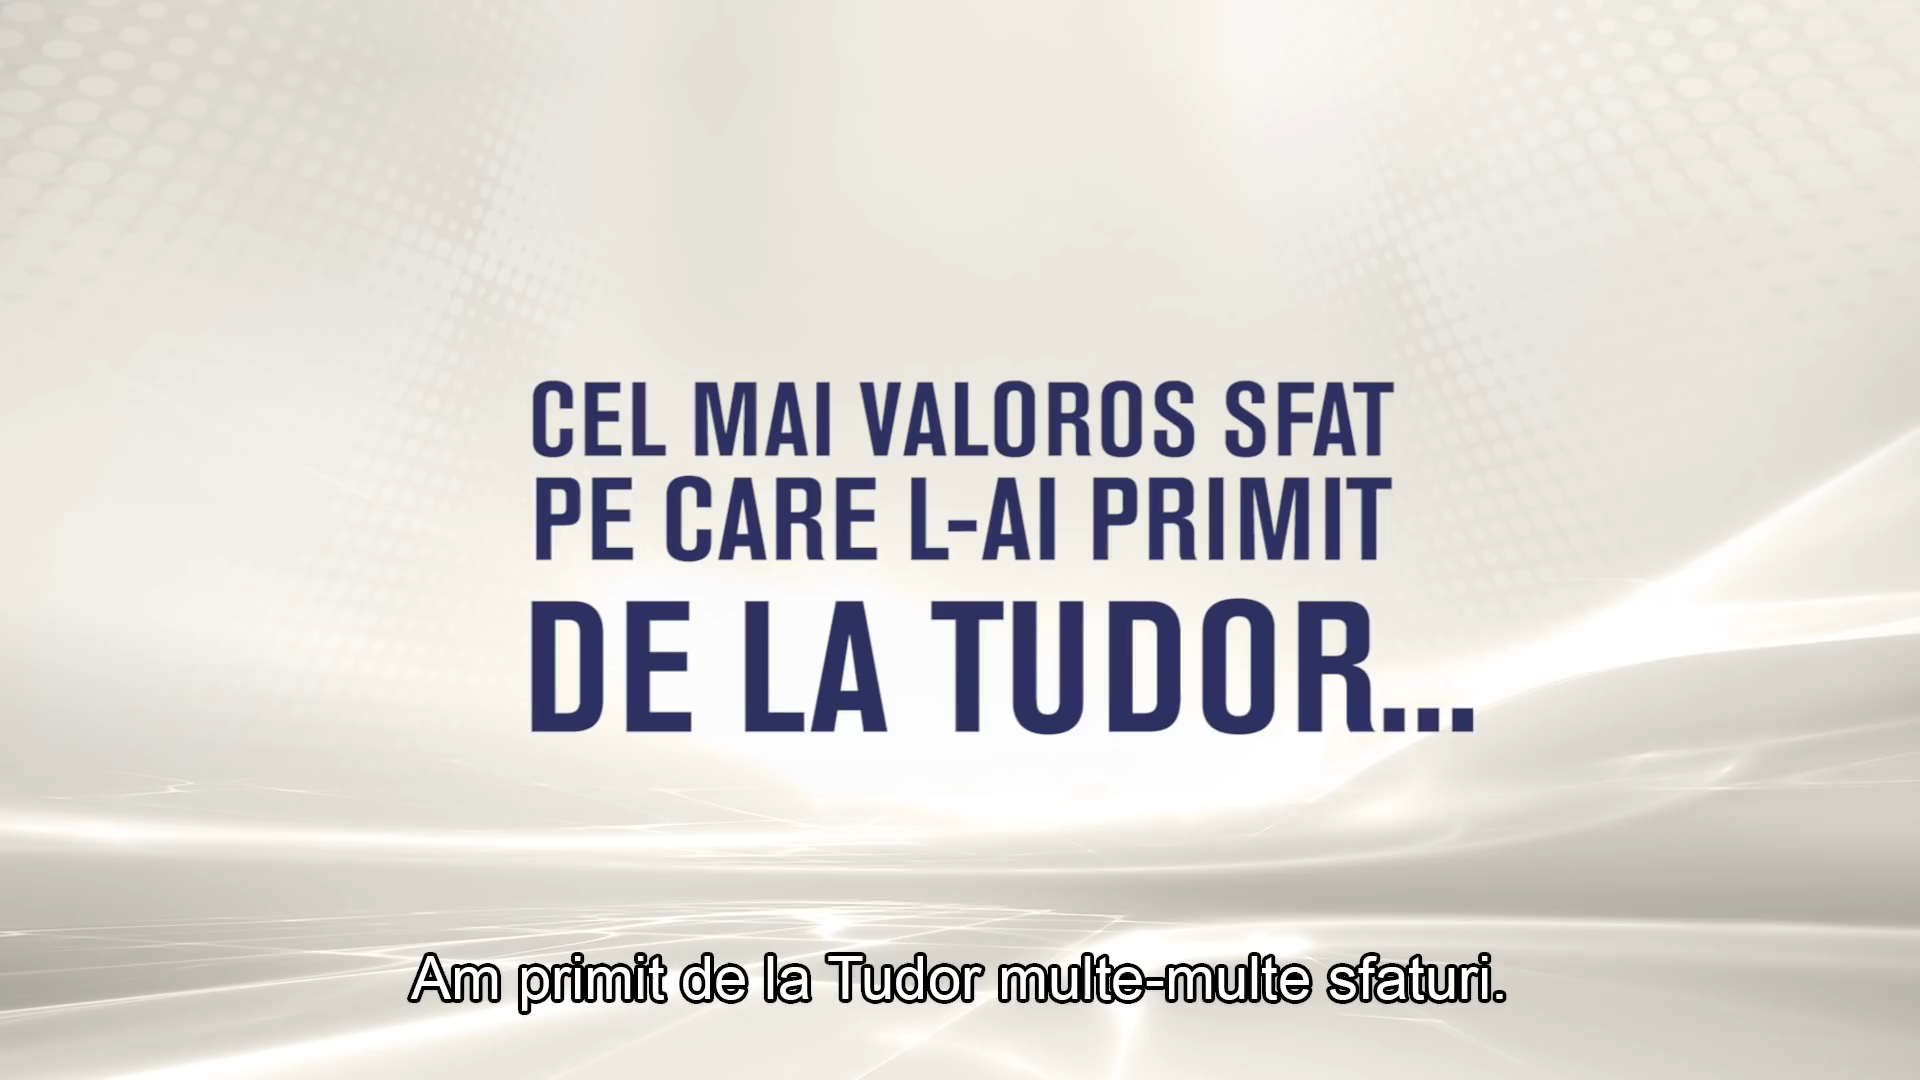 CEL MAI VALOROS SFAT
PE CARE L-AI PRIMIT
DE LA TUDOR...
Am primit de la Tudor multe-multe sfaturi.